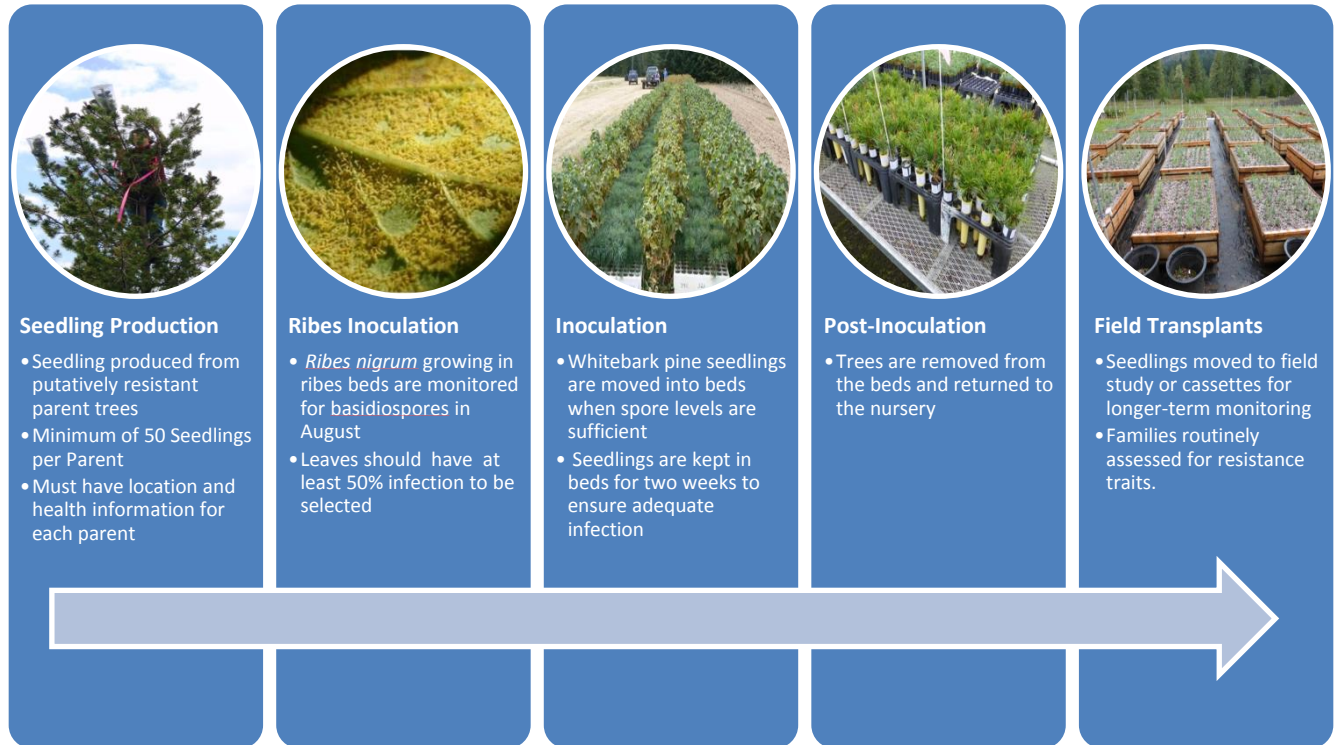 Seedling Production
•Seedling produced from
putatively resistant
parent trees
•Minimum of 50 Seedlings
per Parent
•Must have location and
health information for
each parent
Ribes Inoculation
• Ribes nigrum growing in
ribes beds are monitored
for basidiospores in
August
•Leaves should have at
least 50% infection to be
selected
Inoculation
•Whitebark pine seedlings
are moved into beds
when spore levels are
sufficient
• Seedlings are kept in
beds for two weeks to
ensure adequate
infection
Post-Inoculation
•Trees are removed from
the beds and returned to
the nursery
Field Transplants
•Seedlings moved to field
study or cassettes for
longer-term monitoring
•Families routinely
assessed for resistance
traits.